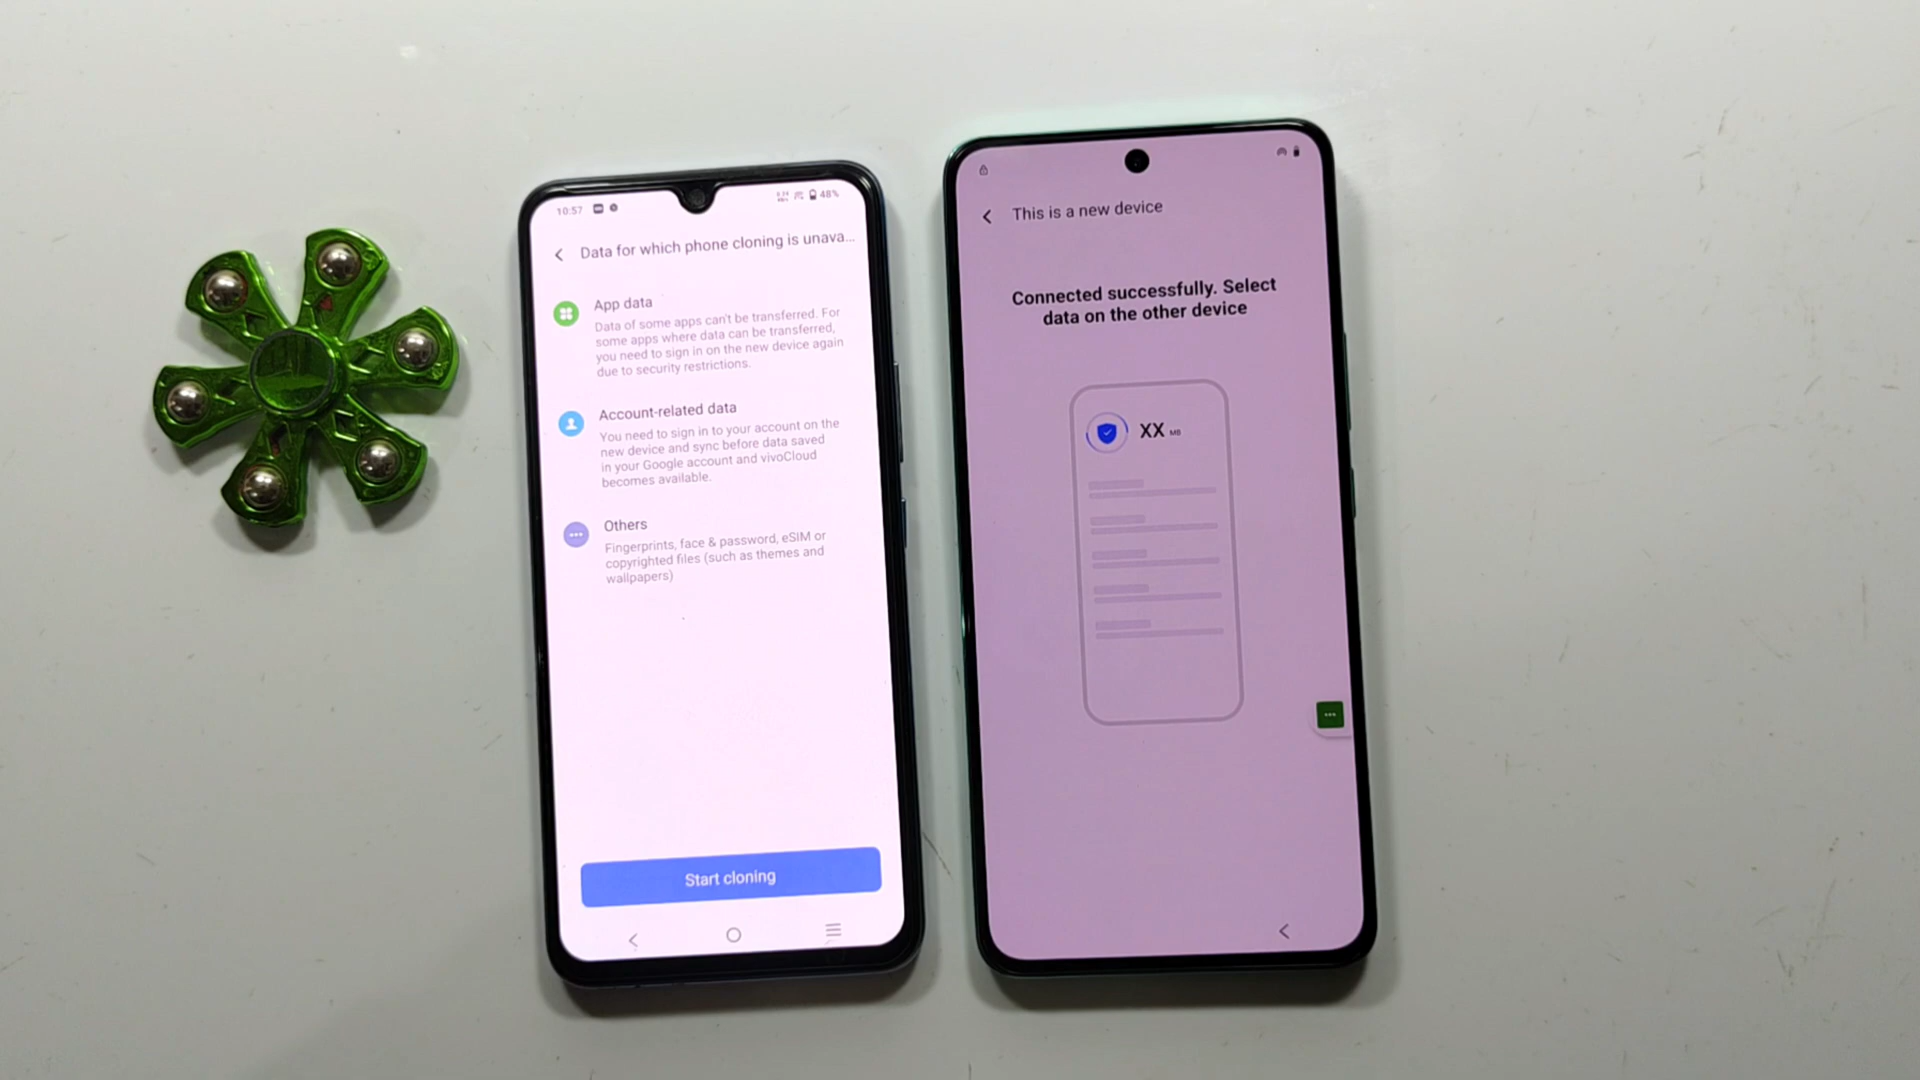 10:57
48%
Data for which phone cloning is unava...
App data
Data of some apps can't be transferred. For
some apps where data can be transferred,
you need to sign in on the new device again
due to security restrictions.
Account-related data
You need to sign in to your account on the
new device and sync before data saved
in your Google account and vivoCloud
becomes available.
Others
Fingerprints, face & password, eSIM or
copyrighted files (such as themes and
wallpapers)
Start cloning
This is a new device
Connected successfully. Select
data on the other device
XX MB